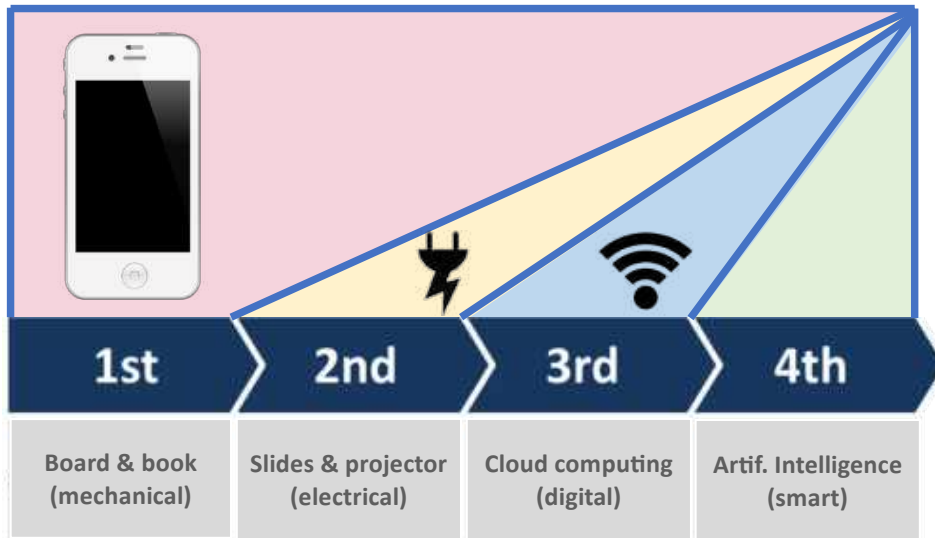 1st
2nd
3rd
4th
Board & book
(mechanical)
Slides & projector
(electrical)
Cloud computing
(digital)
Artif. Intelligence
(smart)